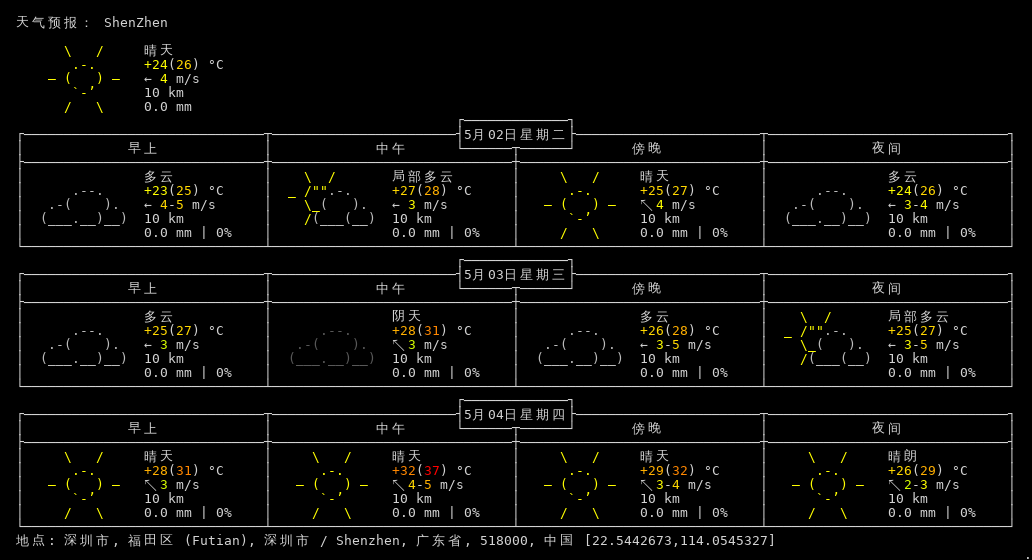 天气预报： ShenZhen
晴天
+24(26) °C
← 4 m/s
10 km
0.0 mm
5月02日星期二
早上 中午 傍晚 夜间
多云 局部多云 晴天 多云
+23(25) °C +27(28) °C +25(27) °C +24(26) °C
← 4-5 m/s ← 3 m/s ↖ 4 m/s ← 3-4 m/s
10 km 10 km 10 km 10 km
0.0 mm | 0% 0.0 mm | 0% 0.0 mm | 0% 0.0 mm | 0%
5月03日星期三
早上 中午 傍晚 夜间
多云 阴天 多云 局部多云
+25(27) °C +28(31) °C +26(28) °C +25(27) °C
← 3 m/s ↖ 3 m/s ← 3-5 m/s ← 3-5 m/s
10 km 10 km 10 km 10 km
0.0 mm | 0% 0.0 mm | 0% 0.0 mm | 0% 0.0 mm | 0%
5月04日星期四
早上 中午 傍晚 夜间
晴天 晴天 晴天 晴朗
+28(31) °C +32(37) °C +29(32) °C +26(29) °C
↖ 3 m/s ↖ 4-5 m/s ↖ 3-4 m/s ↖ 2-3 m/s
10 km 10 km 10 km 10 km
0.0 mm | 0% 0.0 mm | 0% 0.0 mm | 0% 0.0 mm | 0%
地点: 深圳市, 福田区 (Futian), 深圳市 / Shenzhen, 广东省, 518000, 中国 [22.5442673,114.0545327]